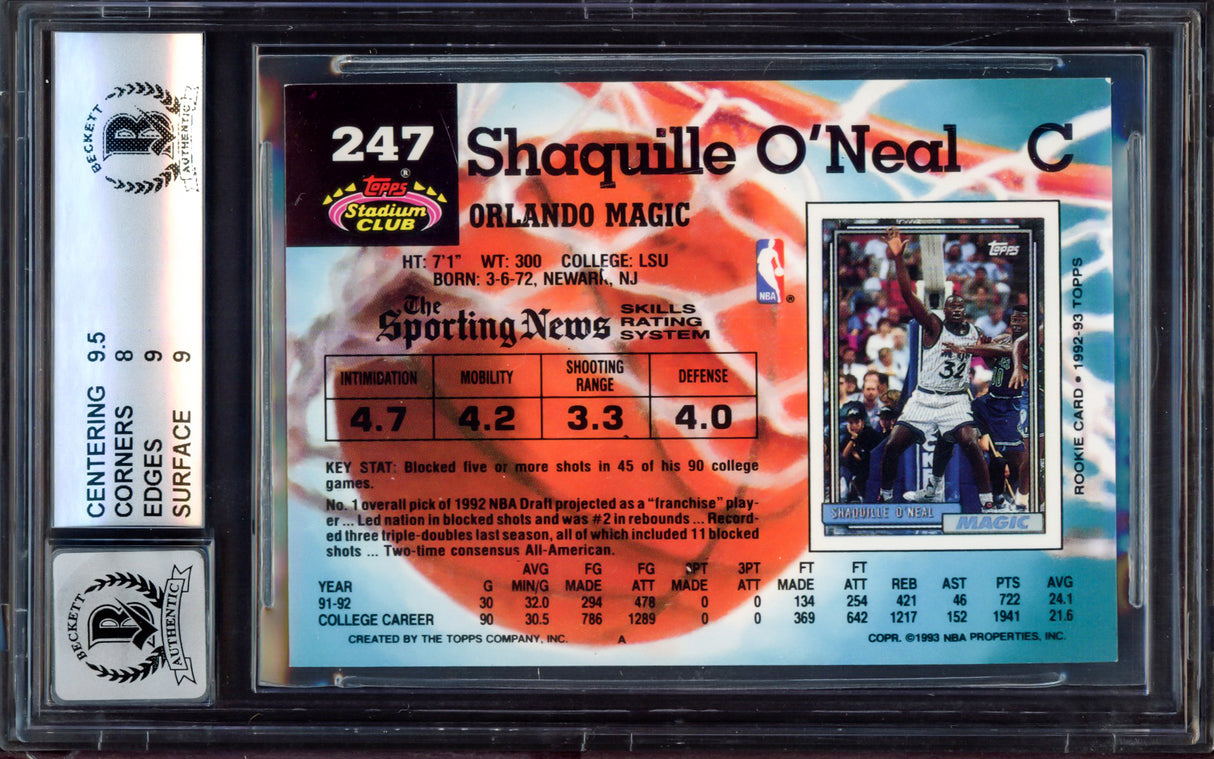 BECKETT
B
AUTHENTIC
CENTERING 9.5
CORNERS 8
EDGES 9
SURFACE 9
BECKETT
B
AUTHENTIC
247
Topps®
Stadium
CLUB
Shaquille O'Neal C
ORLANDO MAGIC
HT: 7'1" WT: 300 COLLEGE: LSU
BORN: 3-6-72, NEWARK, NJ
NBA ®
The
Sporting News
SKILLS
RATING
SYSTEM
INTIMIDATION MOBILITY SHOOTING RANGE DEFENSE
4.7 4.2 3.3 4.0
KEY STAT: Blocked five or more shots in 45 of his 90 college
games.
No. 1 overall pick of 1992 NBA Draft projected as a "franchise" play-
er ... Led nation in blocked shots and was #2 in rebounds ... Record-
ed three triple-doubles last season, all of which included 11 blocked
shots ... Two-time consensus All-American.
AVG FG FG 3PT 3PT FT FT
YEAR G MIN/G MADE ATT MADE ATT MADE ATT REB AST PTS AVG
91-92 30 32.0 294 478 0 0 134 254 421 46 722 24.1
COLLEGE CAREER 90 30.5 786 1289 0 0 369 642 1217 152 1941 21.6
CREATED BY THE TOPPS COMPANY, INC. A COPR. ©1993 NBA PROPERTIES, INC.
Topps
32
SHAQUILLE O'NEAL
MAGIC
ROOKIE CARD • 1992-93 TOPPS